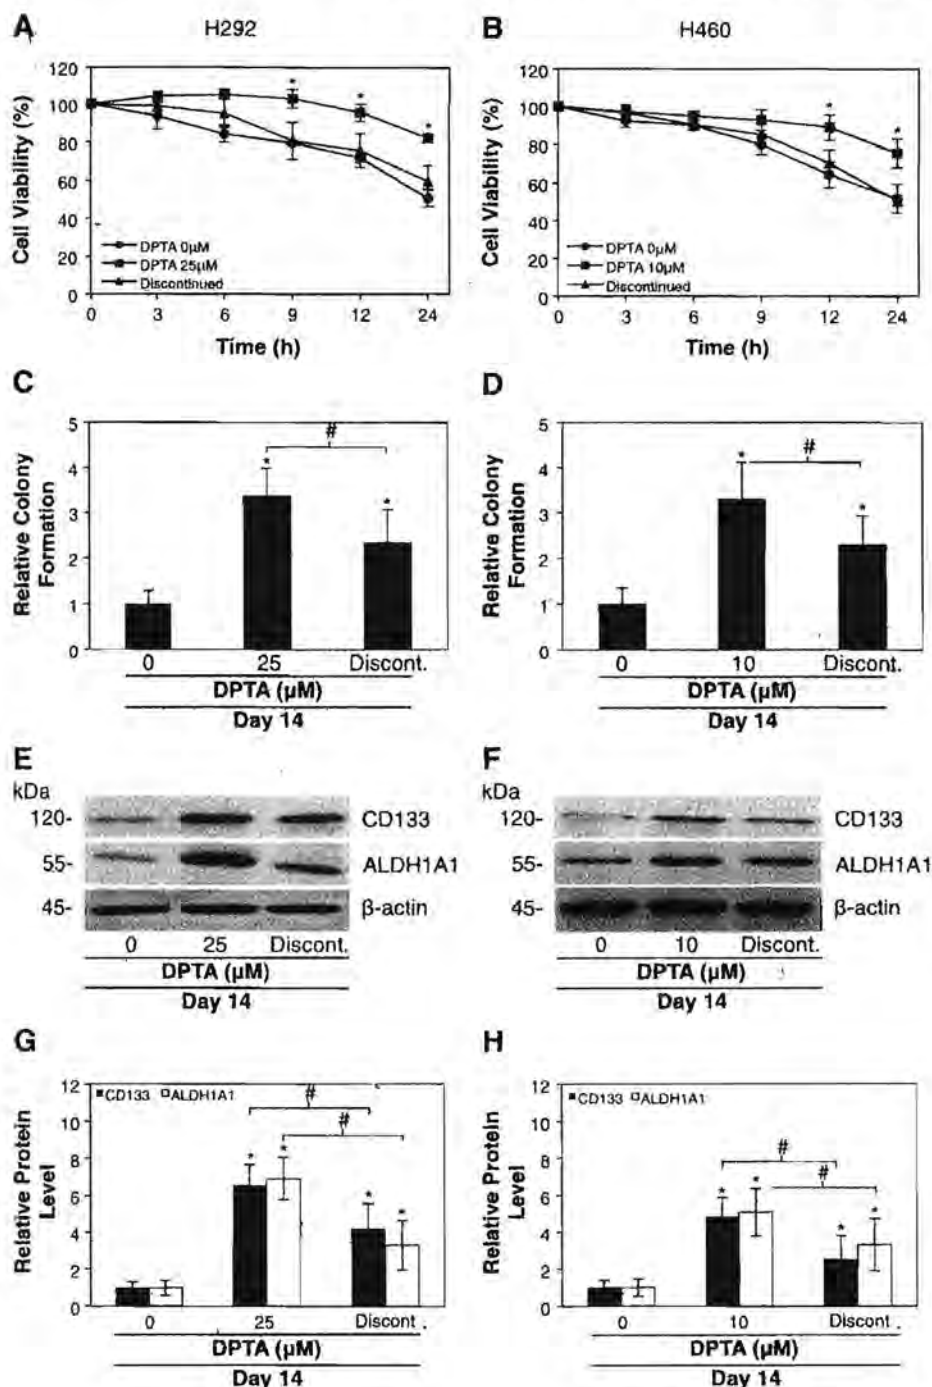 A
H292
Cell Viability (%)
120
100
80
60
40
20
0
*
*
*
DPTA 0µM
DPTA 25µM
Discontinued
0 3 6 9 12 24
Time (h)
B
H460
Cell Viability (%)
120
100
80
60
40
20
0
*
*
DPTA 0µM
DPTA 10µM
Discontinued
0 3 6 9 12 24
Time (h)
C
Relative Colony
Formation
5
4
3
2
1
0
#
*
*
0 25 Discont.
DPTA (µM)
Day 14
D
Relative Colony
Formation
5
4
3
2
1
0
#
*
*
0 10 Discont.
DPTA (µM)
Day 14
E
kDa
120- CD133
55- ALDH1A1
45- β-actin
0 25 Discont.
DPTA (µM)
Day 14
F
kDa
120- CD133
55- ALDH1A1
45- β-actin
0 10 Discont.
DPTA (µM)
Day 14
G
Relative Protein
Level
12
10
8
6
4
2
0
CD133 ALDH1A1
#
#
* *
* *
0 25 Discont.
DPTA (µM)
Day 14
H
Relative Protein
Level
12
10
8
6
4
2
0
CD133 ALDH1A1
#
#
* *
* *
0 10 Discont.
DPTA (µM)
Day 14